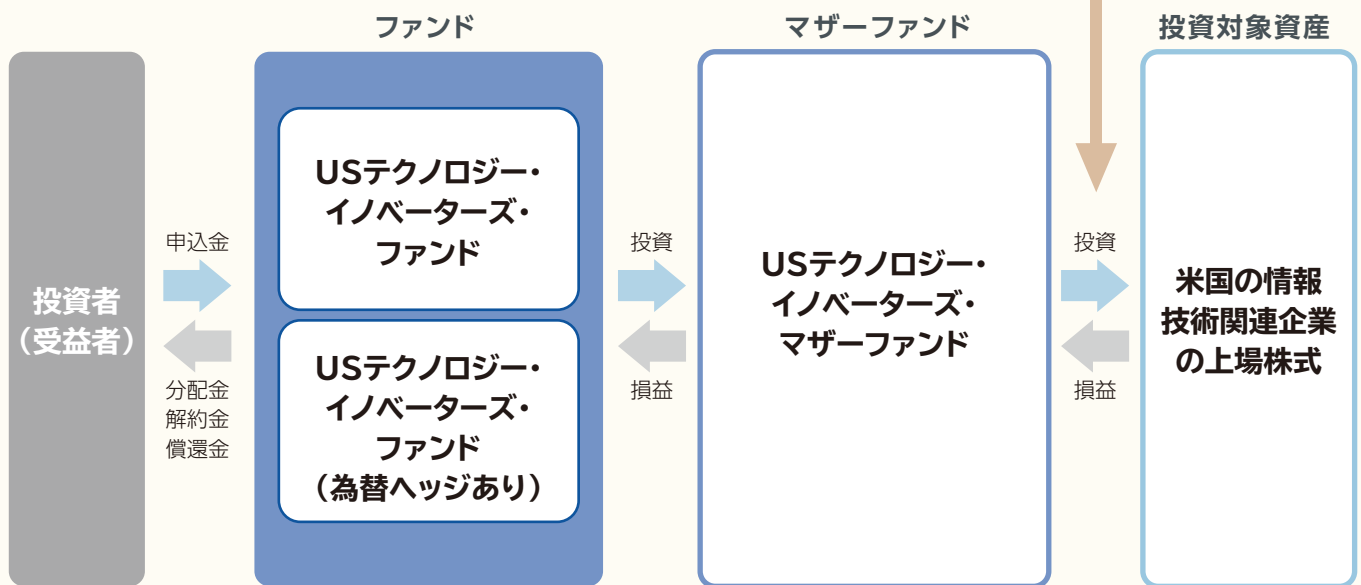 ファンド
マザーファンド
投資対象資産
投資者
（受益者）
申込金
分配金
解約金
償還金
USテクノロジー・
イノベーターズ・
ファンド
USテクノロジー・
イノベーターズ・
ファンド
（為替ヘッジあり）
投資
損益
USテクノロジー・
イノベーターズ・
マザーファンド
投資
損益
米国の情報
技術関連企業
の上場株式